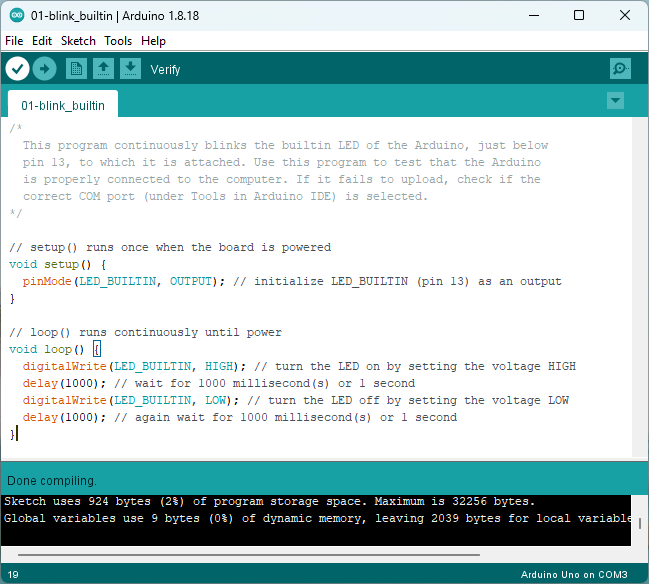 01-blink_builtin | Arduino 1.8.18
File Edit Sketch Tools Help
Verify
01-blink_builtin
/*
  This program continuously blinks the builtin LED of the Arduino, just below
  pin 13, to which it is attached. Use this program to test that the Arduino
  is properly connected to the computer. If it fails to upload, check if the
  correct COM port (under Tools in Arduino IDE) is selected.
*/
// setup() runs once when the board is powered
void setup() {
  pinMode(LED_BUILTIN, OUTPUT); // initialize LED_BUILTIN (pin 13) as an output
}
// loop() runs continuously until power
void loop() {
  digitalWrite(LED_BUILTIN, HIGH); // turn the LED on by setting the voltage HIGH
  delay(1000); // wait for 1000 millisecond(s) or 1 second
  digitalWrite(LED_BUILTIN, LOW); // turn the LED off by setting the voltage LOW
  delay(1000); // again wait for 1000 millisecond(s) or 1 second
}
Done compiling.
Sketch uses 924 bytes (2%) of program storage space. Maximum is 32256 bytes.
Global variables use 9 bytes (0%) of dynamic memory, leaving 2039 bytes for local variable
19
Arduino Uno on COM3